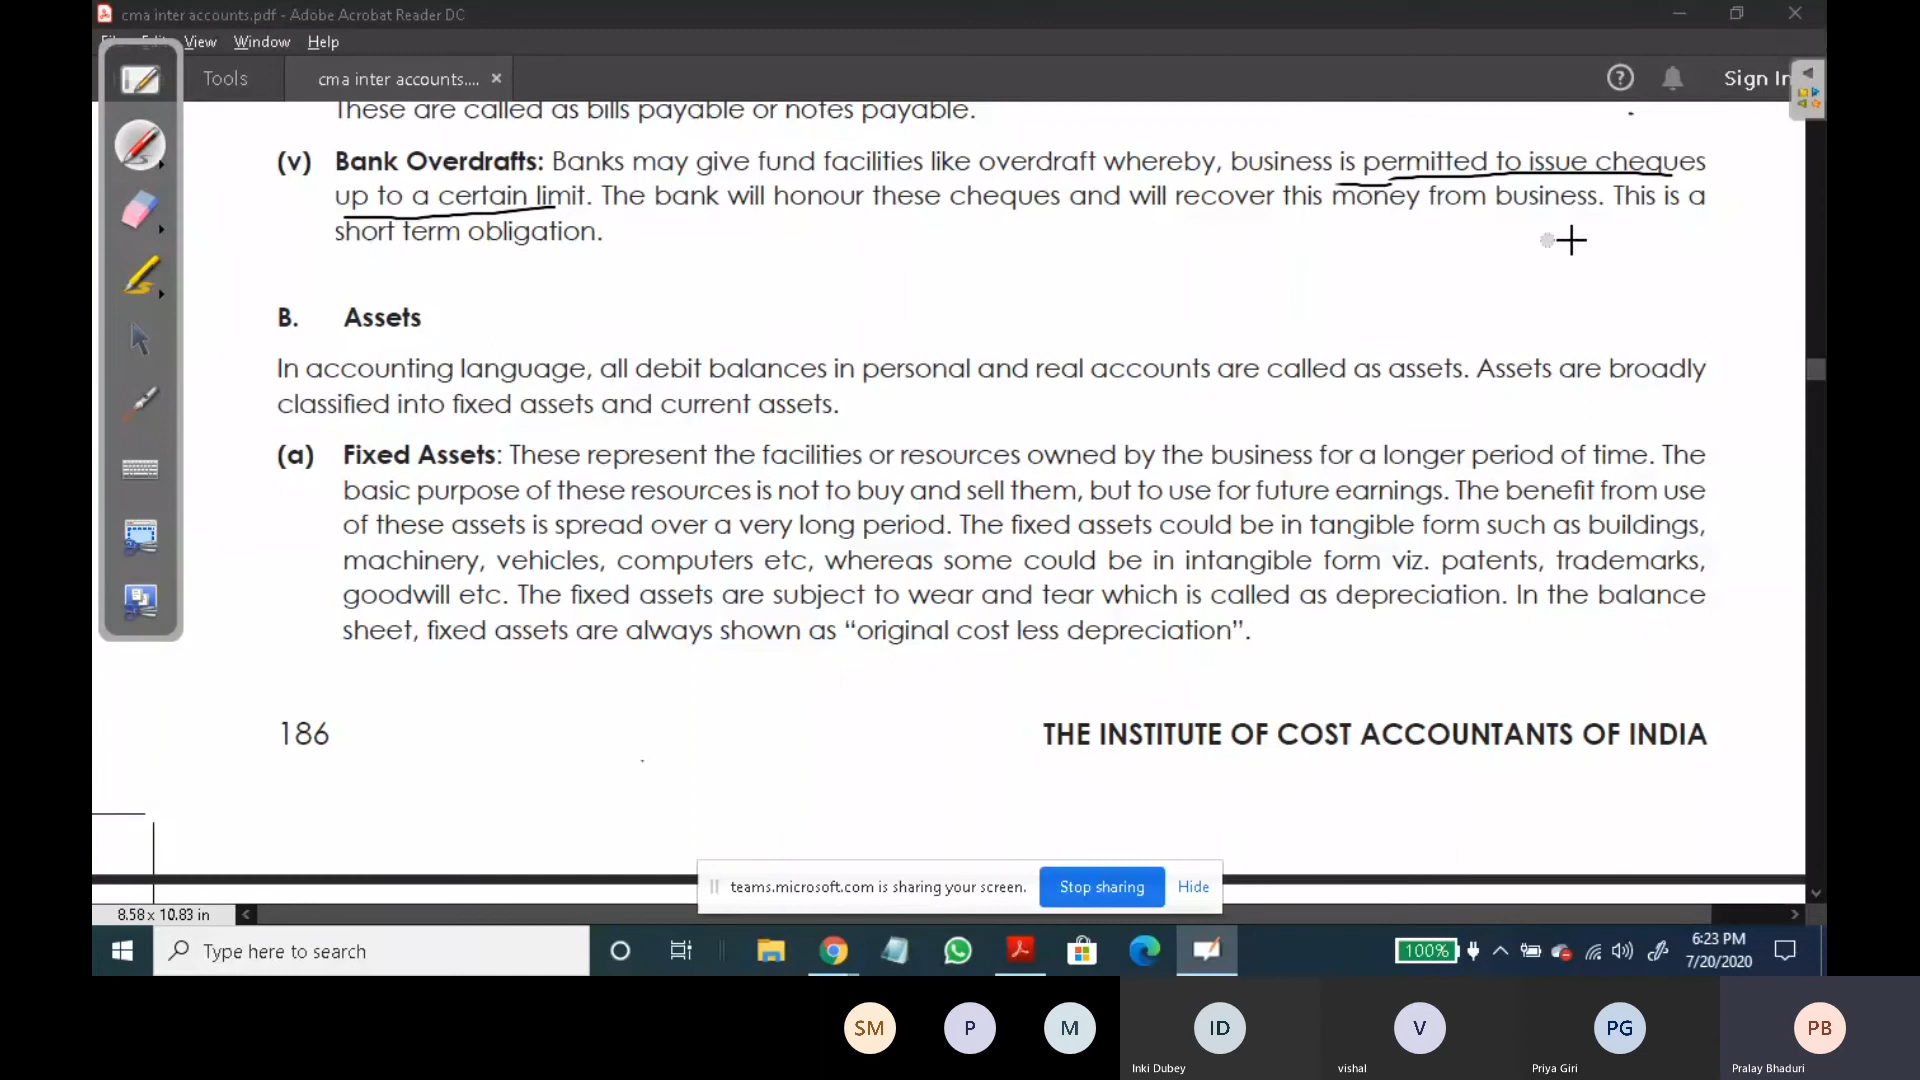 cma inter accounts.pdf - Adobe Acrobat Reader DC
View Window Help
Tools
cma inter accounts.... ×
Sign In
These are called as bills payable or notes payable.
(v) Bank Overdrafts: Banks may give fund facilities like overdraft whereby, business is permitted to issue cheques
up to a certain limit. The bank will honour these cheques and will recover this money from business. This is a
short term obligation.
B. Assets
In accounting language, all debit balances in personal and real accounts are called as assets. Assets are broadly
classified into fixed assets and current assets.
(a) Fixed Assets: These represent the facilities or resources owned by the business for a longer period of time. The
basic purpose of these resources is not to buy and sell them, but to use for future earnings. The benefit from use
of these assets is spread over a very long period. The fixed assets could be in tangible form such as buildings,
machinery, vehicles, computers etc, whereas some could be in intangible form viz. patents, trademarks,
goodwill etc. The fixed assets are subject to wear and tear which is called as depreciation. In the balance
sheet, fixed assets are always shown as “original cost less depreciation”.
186
THE INSTITUTE OF COST ACCOUNTANTS OF INDIA
teams.microsoft.com is sharing your screen.
Stop sharing
Hide
8.58 x 10.83 in
Type here to search
100%
6:23 PM
7/20/2020
SM
P
M
ID
V
PG
PB
Inki Dubey
vishal
Priya Giri
Pralay Bhaduri